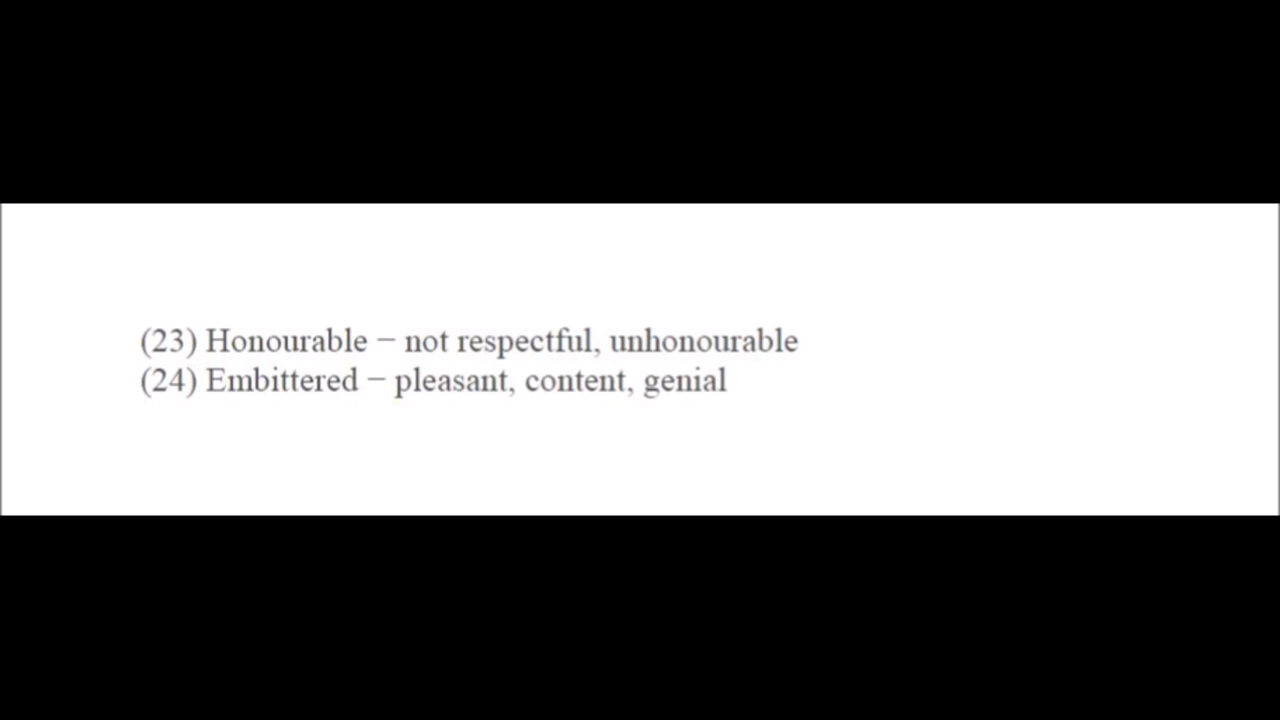 (23) Honourable − not respectful, unhonourable
(24) Embittered − pleasant, content, genial